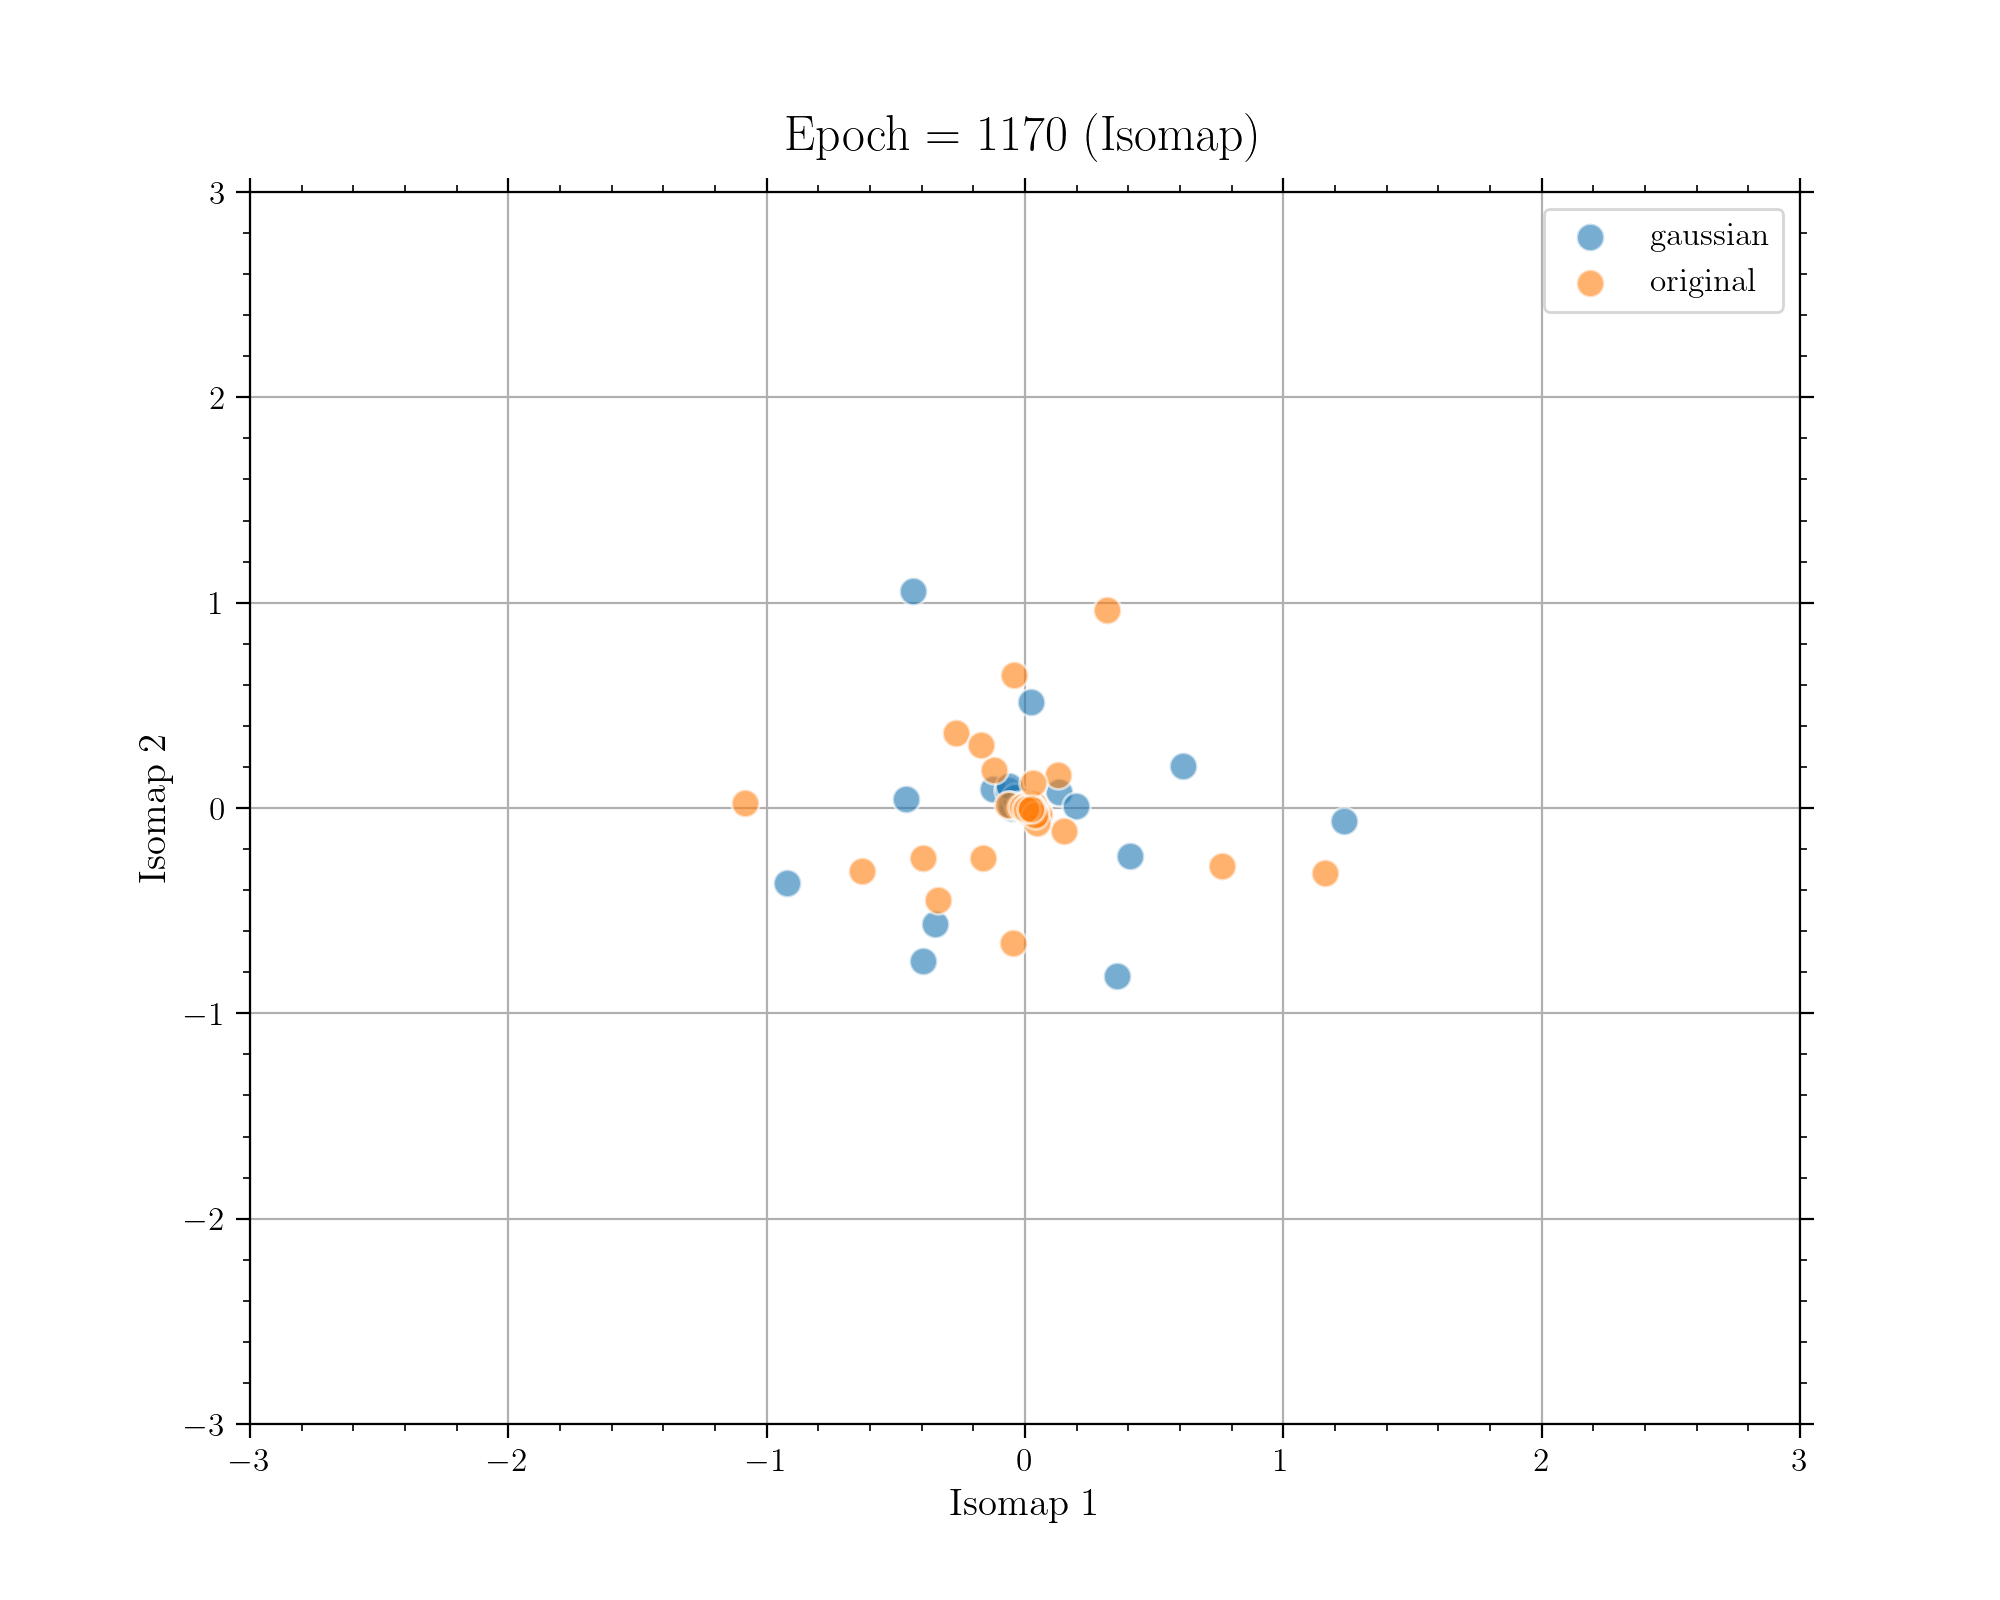 Epoch = 1170 (Isomap)
gaussian
original
3
2
1
0
−1
−2
−3
Isomap 2
−3
−2
−1
0
1
2
3
Isomap 1